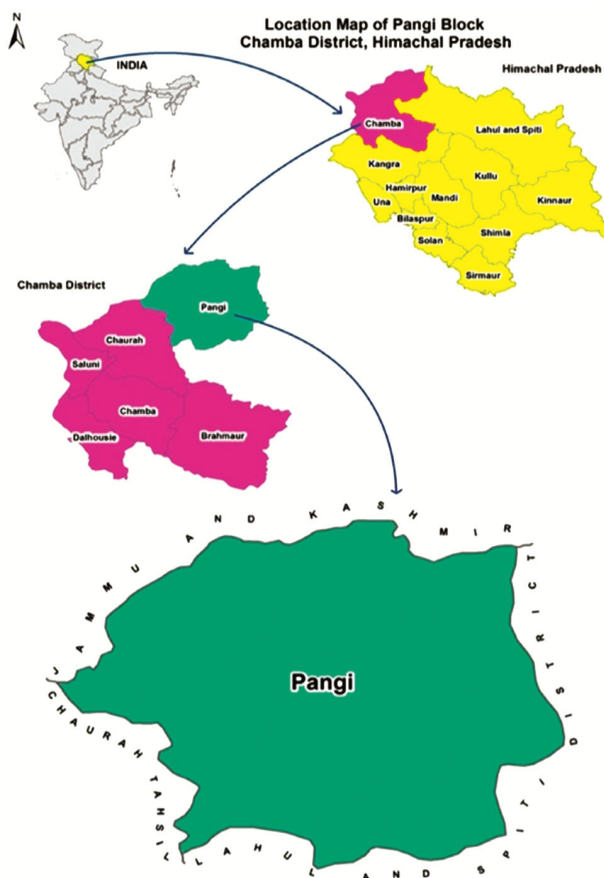 N
Location Map of Pangi Block
Chamba District, Himachal Pradesh
INDIA
Himachal Pradesh
Chamba
Lahul and Spiti
Kangra
Kullu
Hamirpur
Mandi
Kinnaur
Una
Bilaspur
Solan
Shimla
Sirmaur
Chamba District
Pangi
Chaurah
Saluni
Chamba
Dalhousie
Brahmaur
JAMMU AND KASHMIR
Pangi
CHAURAH TAHSIL
LAHUL AND SPITI DISTRICT